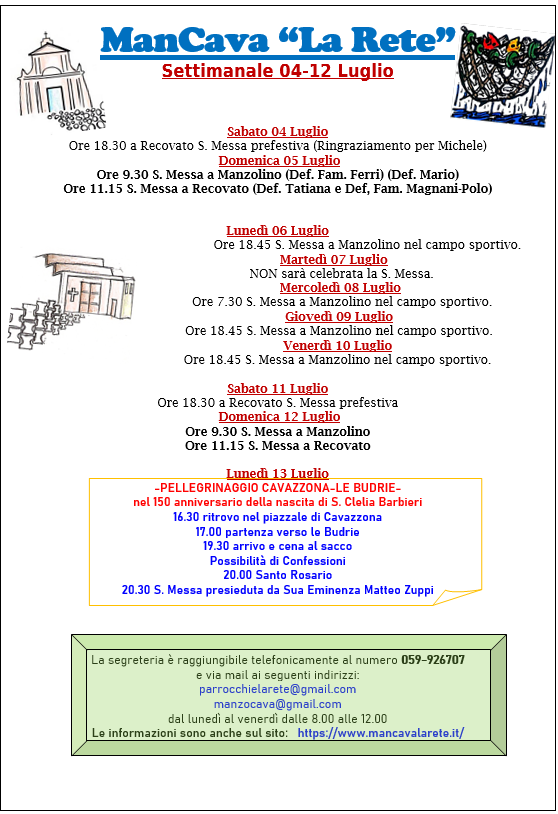 ManCava “La Rete”
Settimanale 04-12 Luglio
Sabato 04 Luglio
Ore 18.30 a Recovato S. Messa prefestiva (Ringraziamento per Michele)
Domenica 05 Luglio
Ore 9.30 S. Messa a Manzolino (Def. Fam. Ferri) (Def. Mario)
Ore 11.15 S. Messa a Recovato (Def. Tatiana e Def, Fam. Magnani-Polo)
Lunedì 06 Luglio
Ore 18.45 S. Messa a Manzolino nel campo sportivo.
Martedì 07 Luglio
NON sarà celebrata la S. Messa.
Mercoledì 08 Luglio
Ore 7.30 S. Messa a Manzolino nel campo sportivo.
Giovedì 09 Luglio
Ore 18.45 S. Messa a Manzolino nel campo sportivo.
Venerdì 10 Luglio
Ore 18.45 S. Messa a Manzolino nel campo sportivo.
Sabato 11 Luglio
Ore 18.30 a Recovato S. Messa prefestiva
Domenica 12 Luglio
Ore 9.30 S. Messa a Manzolino
Ore 11.15 S. Messa a Recovato
Lunedì 13 Luglio
-PELLEGRINAGGIO CAVAZZONA-LE BUDRIE-
nel 150 anniversario della nascita di S. Clelia Barbieri
16.30 ritrovo nel piazzale di Cavazzona
17.00 partenza verso le Budrie
19.30 arrivo e cena al sacco
Possibilità di Confessioni
20.00 Santo Rosario
20.30 S. Messa presieduta da Sua Eminenza Matteo Zuppi
La segreteria è raggiungibile telefonicamente al numero 059-926707
e via mail ai seguenti indirizzi:
parrocchielarete@gmail.com
manzocava@gmail.com
dal lunedì al venerdì dalle 8.00 alle 12.00
Le informazioni sono anche sul sito: https://www.mancavalarete.it/